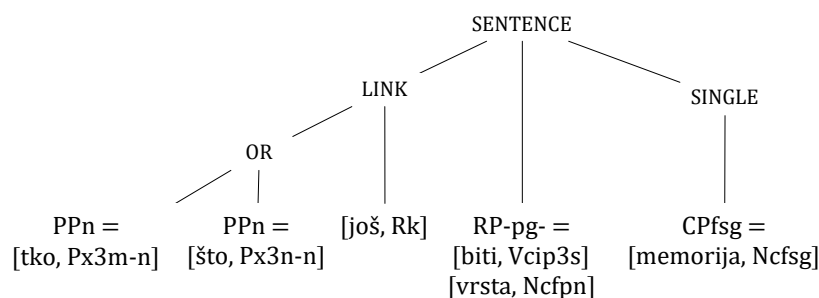 SENTENCE
LINK
SINGLE
OR
PPn =
[tko, Px3m-n]
PPn =
[što, Px3n-n]
[još, Rk]
RP-pg- =
[biti, Vcip3s]
[vrsta, Ncfpn]
CPfsg =
[memorija, Ncfsg]